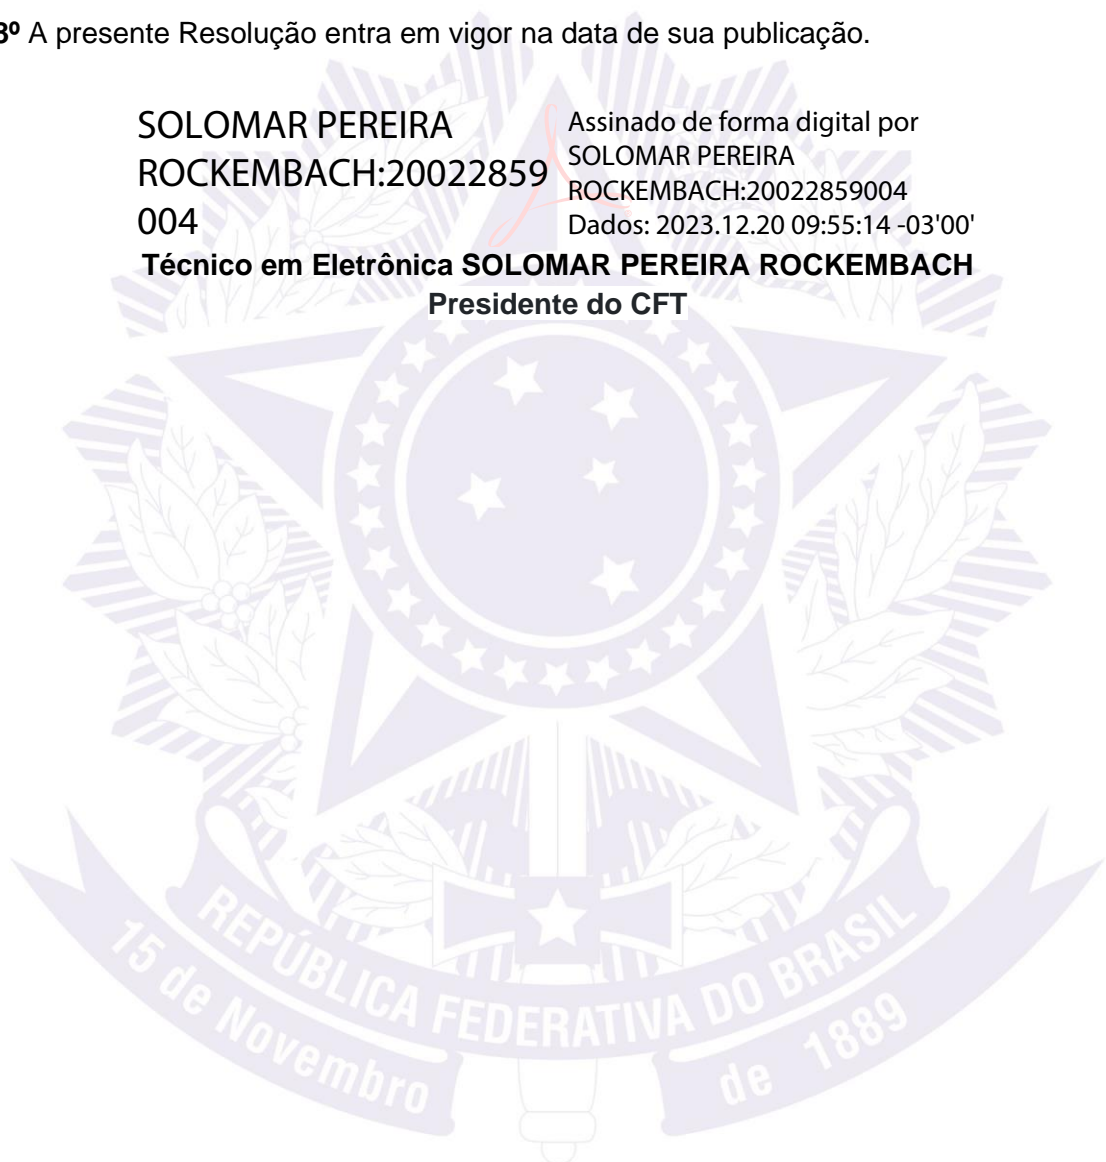 3º A presente Resolução entra em vigor na data de sua publicação.
SOLOMAR PEREIRA
ROCKEMBACH:20022859
004
Assinado de forma digital por
SOLOMAR PEREIRA
ROCKEMBACH:20022859004
Dados: 2023.12.20 09:55:14 -03'00'
Técnico em Eletrônica SOLOMAR PEREIRA ROCKEMBACH
Presidente do CFT
REPÚBLICA FEDERATIVA DO BRASIL
15 de Novembro de 1889